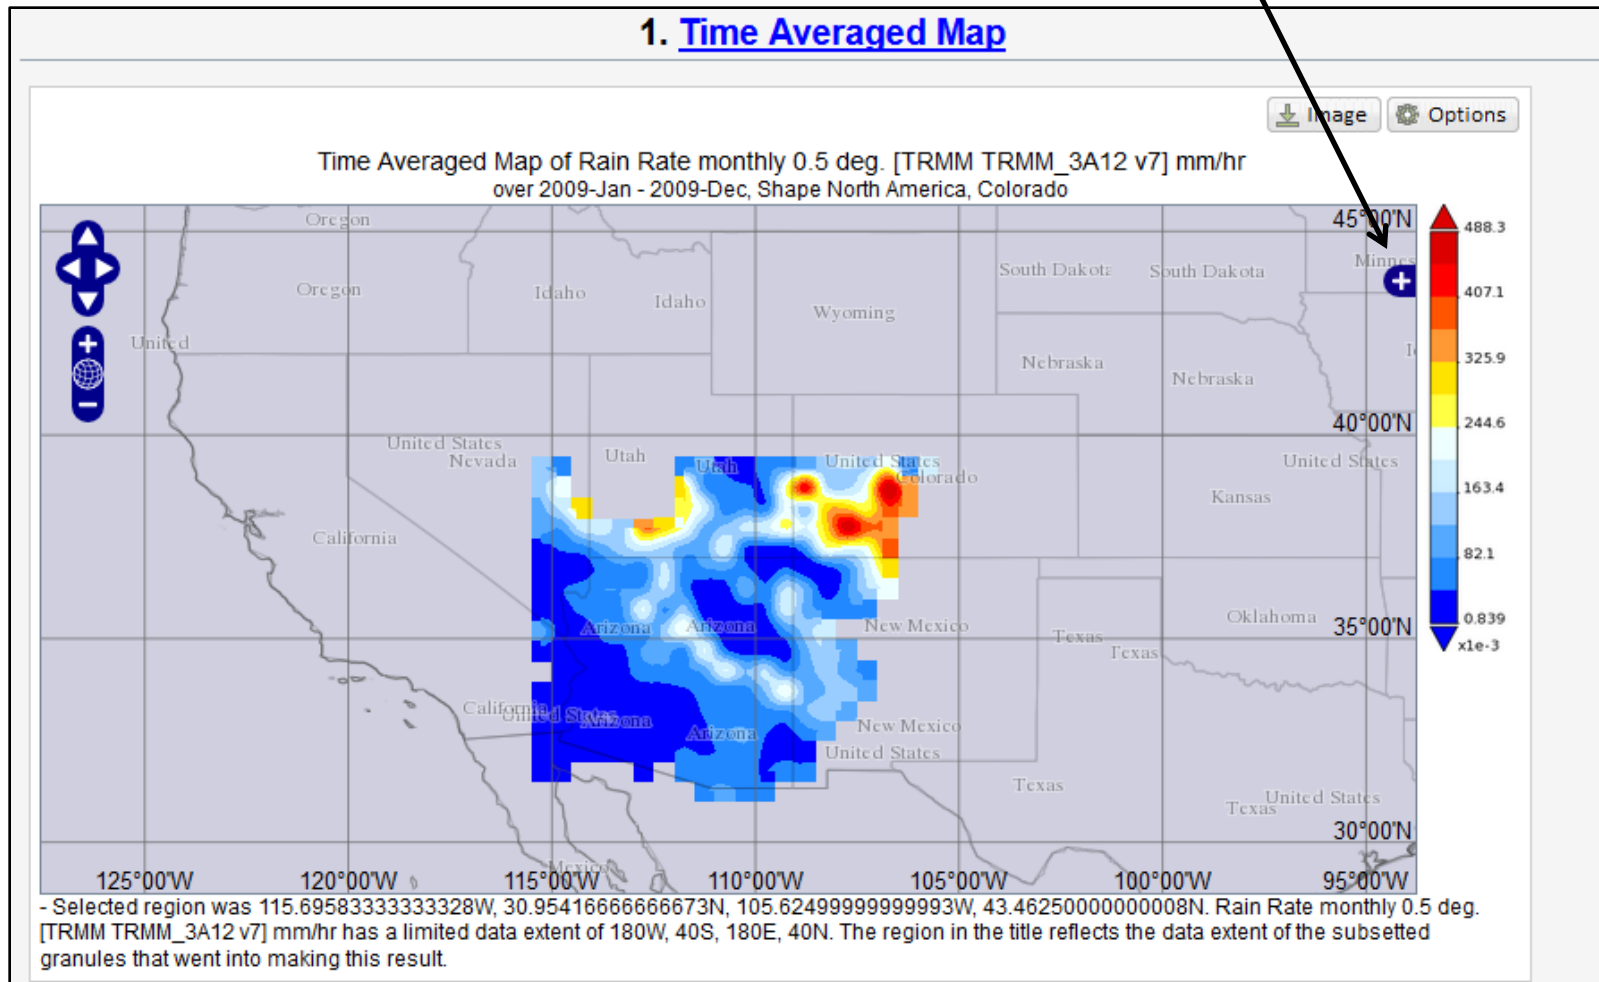 1. Time Averaged Map
Image
Options
Time Averaged Map of Rain Rate monthly 0.5 deg. [TRMM TRMM_3A12 v7] mm/hr
over 2009-Jan - 2009-Dec, Shape North America, Colorado
Oregon
45°00'N
488.3
Minnes
South Dakota
South Dakota
Oregon
Idaho
Idaho
407.1
Wyoming
United
325.9
Nebraska
Nebraska
244.6
40°00'N
United States
Nevada
Utah
Utah
United States
Colorado
United States
163.4
Kansas
California
82.1
Oklahoma
0.839
Arizona
Arizona
New Mexico
Texas
35°00'N
x1e-3
Texas
California
United States
Arizona
Arizona
New Mexico
United States
Texas
United States
Texas
30°00'N
Mexico
125°00'W
120°00'W
115°00'W
110°00'W
105°00'W
100°00'W
95°00'W
- Selected region was 115.69583333333328W, 30.954166666666673N, 105.62499999999993W, 43.46250000000008N. Rain Rate monthly 0.5 deg.
[TRMM TRMM_3A12 v7] mm/hr has a limited data extent of 180W, 40S, 180E, 40N. The region in the title reflects the data extent of the subsetted
granules that went into making this result.